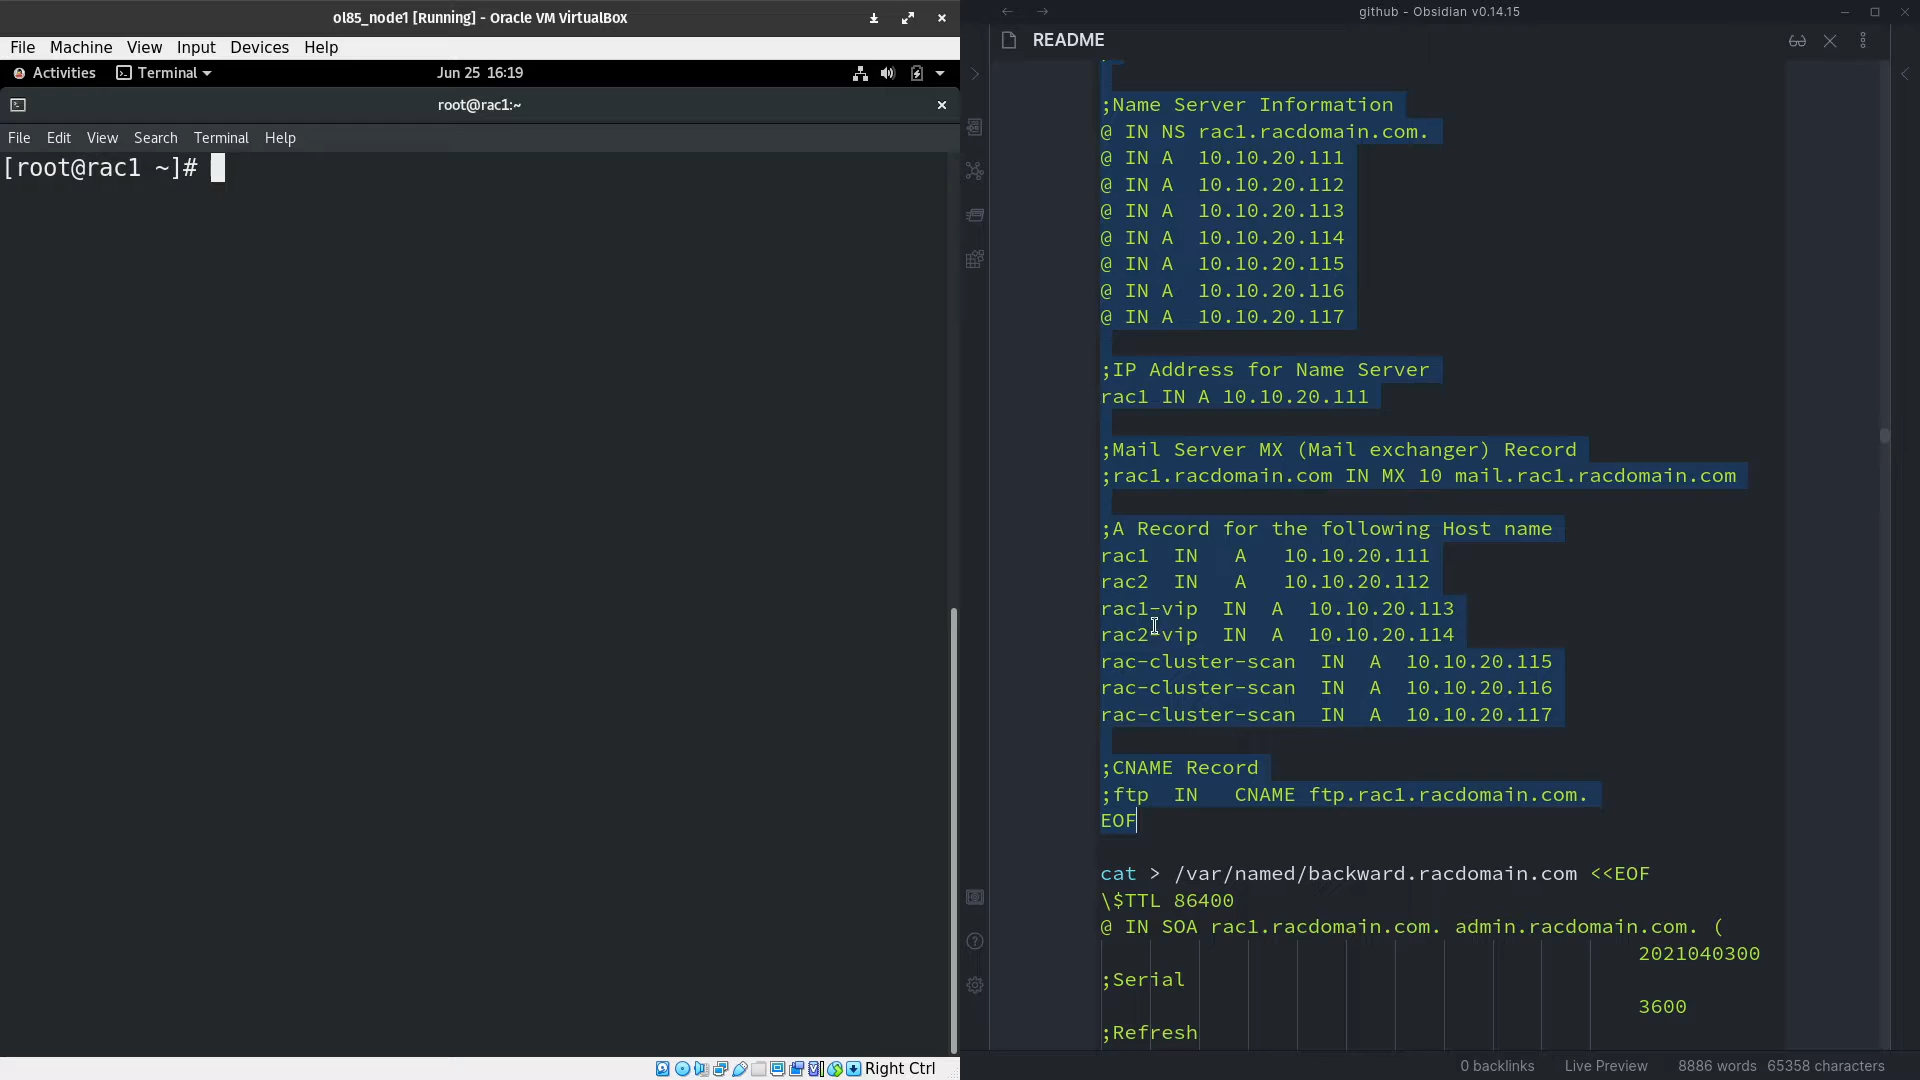 ol85_node1 [Running] - Oracle VM VirtualBox
File Machine View Input Devices Help
Activities Terminal Jun 25 16:19
root@rac1:~
File Edit View Search Terminal Help
[root@rac1 ~]#
Right Ctrl
github - Obsidian v0.14.15
README
;Name Server Information
@ IN NS rac1.racdomain.com.
@ IN A 10.10.20.111
@ IN A 10.10.20.112
@ IN A 10.10.20.113
@ IN A 10.10.20.114
@ IN A 10.10.20.115
@ IN A 10.10.20.116
@ IN A 10.10.20.117
;IP Address for Name Server
rac1 IN A 10.10.20.111
;Mail Server MX (Mail exchanger) Record
;rac1.racdomain.com IN MX 10 mail.rac1.racdomain.com
;A Record for the following Host name
rac1 IN A 10.10.20.111
rac2 IN A 10.10.20.112
rac1-vip IN A 10.10.20.113
rac2-vip IN A 10.10.20.114
rac-cluster-scan IN A 10.10.20.115
rac-cluster-scan IN A 10.10.20.116
rac-cluster-scan IN A 10.10.20.117
;CNAME Record
;ftp IN CNAME ftp.rac1.racdomain.com.
EOF
cat > /var/named/backward.racdomain.com <<EOF
\$TTL 86400
@ IN SOA rac1.racdomain.com. admin.racdomain.com. (
2021040300
;Serial
3600
;Refresh
0 backlinks Live Preview 8886 words 65358 characters